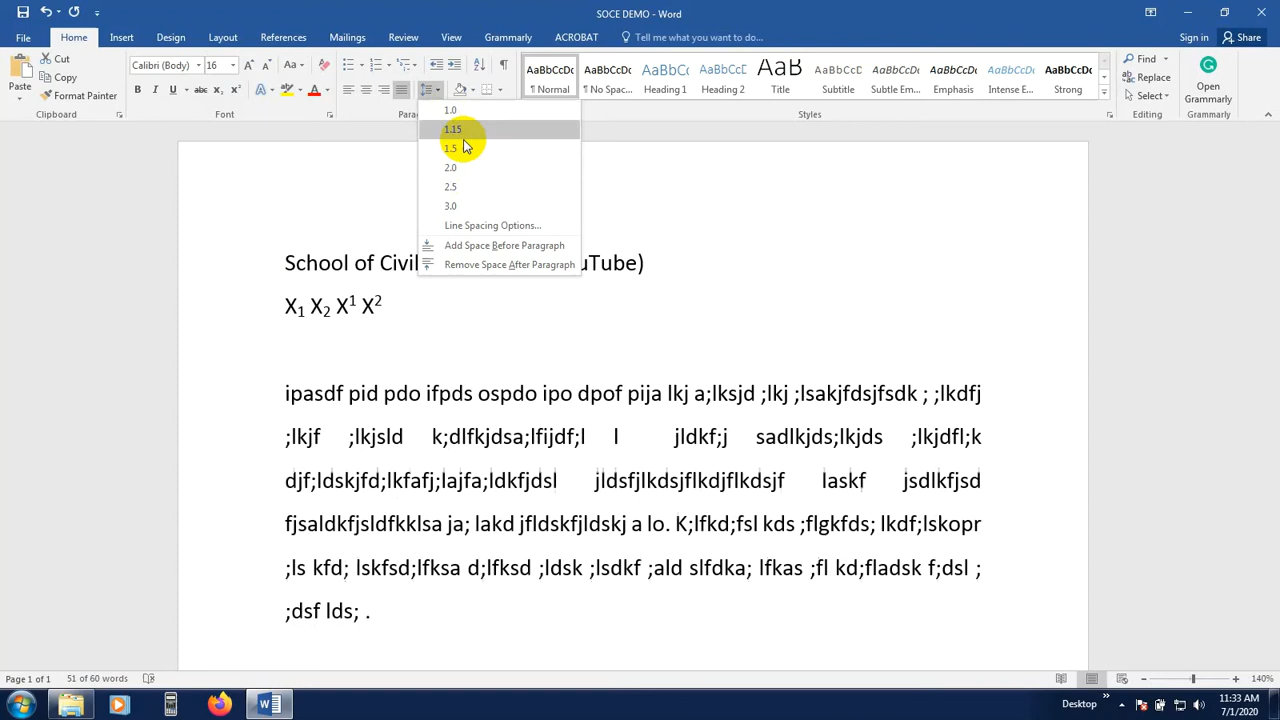 SOCE DEMO - Word
File Home Insert Design Layout References Mailings Review View Grammarly ACROBAT Tell me what you want to do... Sign in Share
Cut
Copy
Format Painter
Paste
Clipboard
Calibri (Body) 16
Font
AaBbCcDc AaBbCcDc AaBbCc AaBbCcE AaB AaBbCcD AaBbCcDc AaBbCcDc AaBbCcDc AaBbCcDc
¶ Normal ¶ No Spac... Heading 1 Heading 2 Title Subtitle Subtle Em... Emphasis Intense E... Strong
Styles
Find
Replace
Select
Editing
Open
Grammarly
Grammarly
1.0
1.15
1.5
2.0
2.5
3.0
Line Spacing Options...
Add Space Before Paragraph
Remove Space After Paragraph
School of Civil uTube)
X₁ X₂ X¹ X²
ipasdf pid pdo ifpds ospdo ipo dpof pija lkj a;lksjd ;lkj ;lsakjfdsjfsdk ; ;lkdfj
;lkjf ;lkjsld k;dlfkjdsa;lfijdf;l l jldkf;j sadlkjds;lkjds ;lkjdfl;k
djf;ldskjfd;lkfafj;lajfa;ldkfjdsl jldsfjlkdsjflkdjflkdsjf laskf jsdlkfjsd
fjsaldkfjsldfkklsa ja; lakd jfldskfjldskj a lo. K;lfkd;fsl kds ;flgkfds; lkdf;lskopr
;ls kfd; lskfsd;lfksa d;lfksd ;ldsk ;lsdkf ;ald slfdka; lfkas ;fl kd;fladsk f;dsl ;
;dsf lds; .
Page 1 of 1 51 of 60 words 140%
Desktop 11:33 AM
7/1/2020